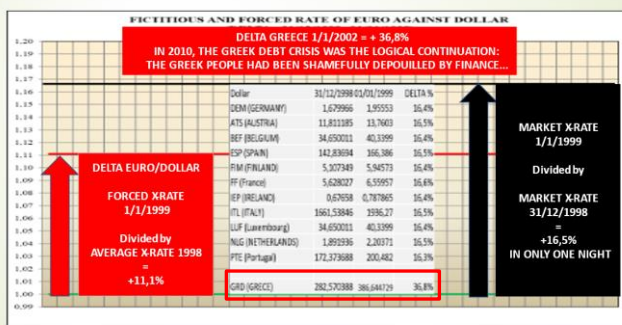 FICTITIOUS AND FORCED RATE OF EURO AGAINST DOLLAR
DELTA GREECE 1/1/2002 = + 36,8%
IN 2010, THE GREEK DEBT CRISIS WAS THE LOGICAL CONTINUATION:
THE GREEK PEOPLE HAD BEEN SHAMEFULLY DEPOUILLED BY FINANCE...
1.20
1.19
1.18
1.17
1.16
1.15
1.14
1.13
1.12
1.11
1.10
1.09
1.08
1.07
1.06
1.05
1.04
1.03
1.02
1.01
1.00
0.99
DELTA EURO/DOLLAR
FORCED X-RATE
1/1/1999
Divided by
AVERAGE X-RATE 1998
=
+11,1%
Dollar 31/12/1998 01/01/1999 DELTA %
DEM (GERMANY) 1,679966 1,95553 16,4%
ATS (AUSTRIA) 11,811185 13,7603 16,5%
BEF (BELGIUM) 34,650011 40,3399 16,4%
ESP (SPAIN) 142,83694 166,386 16,5%
FIM (FINLAND) 5,107349 5,94573 16,4%
FF (France) 5,628027 6,55957 16,6%
IEP (IRELAND) 0,67658 0,787865 16,4%
ITL (ITALY) 1661,53846 1936,27 16,5%
LUF (Luxembourg) 34,650011 40,3399 16,4%
NLG (NETHERLANDS) 1,891936 2,20371 16,5%
PTE (Portugal) 172,373688 200,482 16,3%
GRD (GRECE) 282,570388 386,644729 36,8%
MARKET X-RATE
1/1/1999
Divided by
MARKET X-RATE
31/12/1998
=
+16,5%
IN ONLY ONE NIGHT